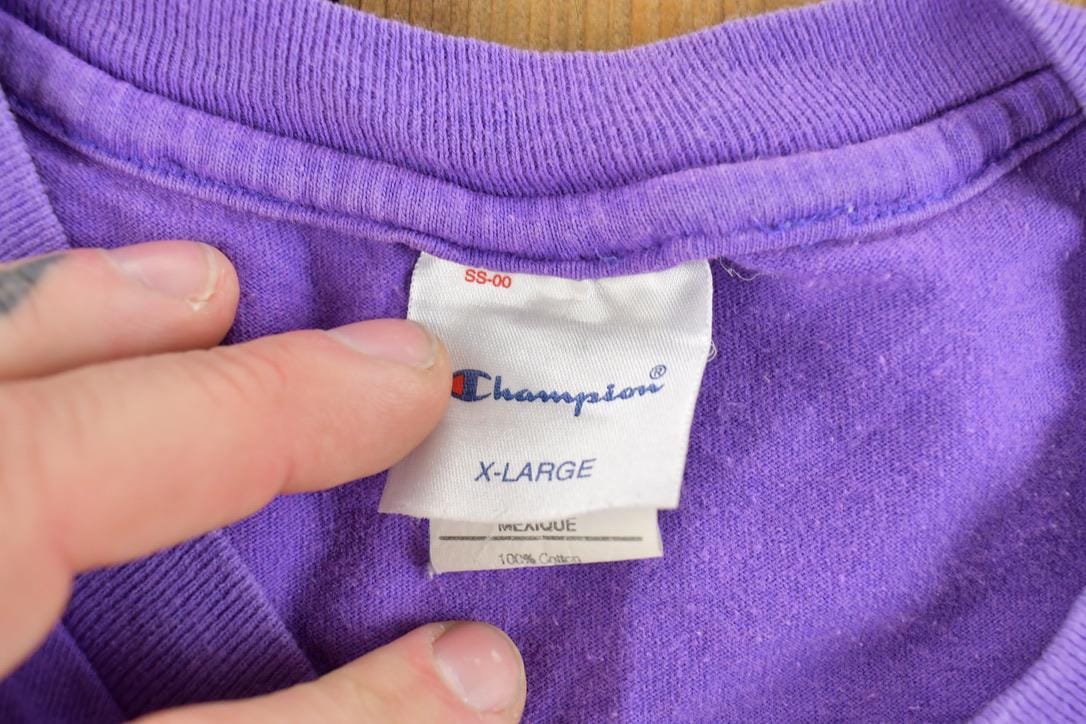 SS-00
Champion®
X-LARGE
MEXIQUE
100% Cotton